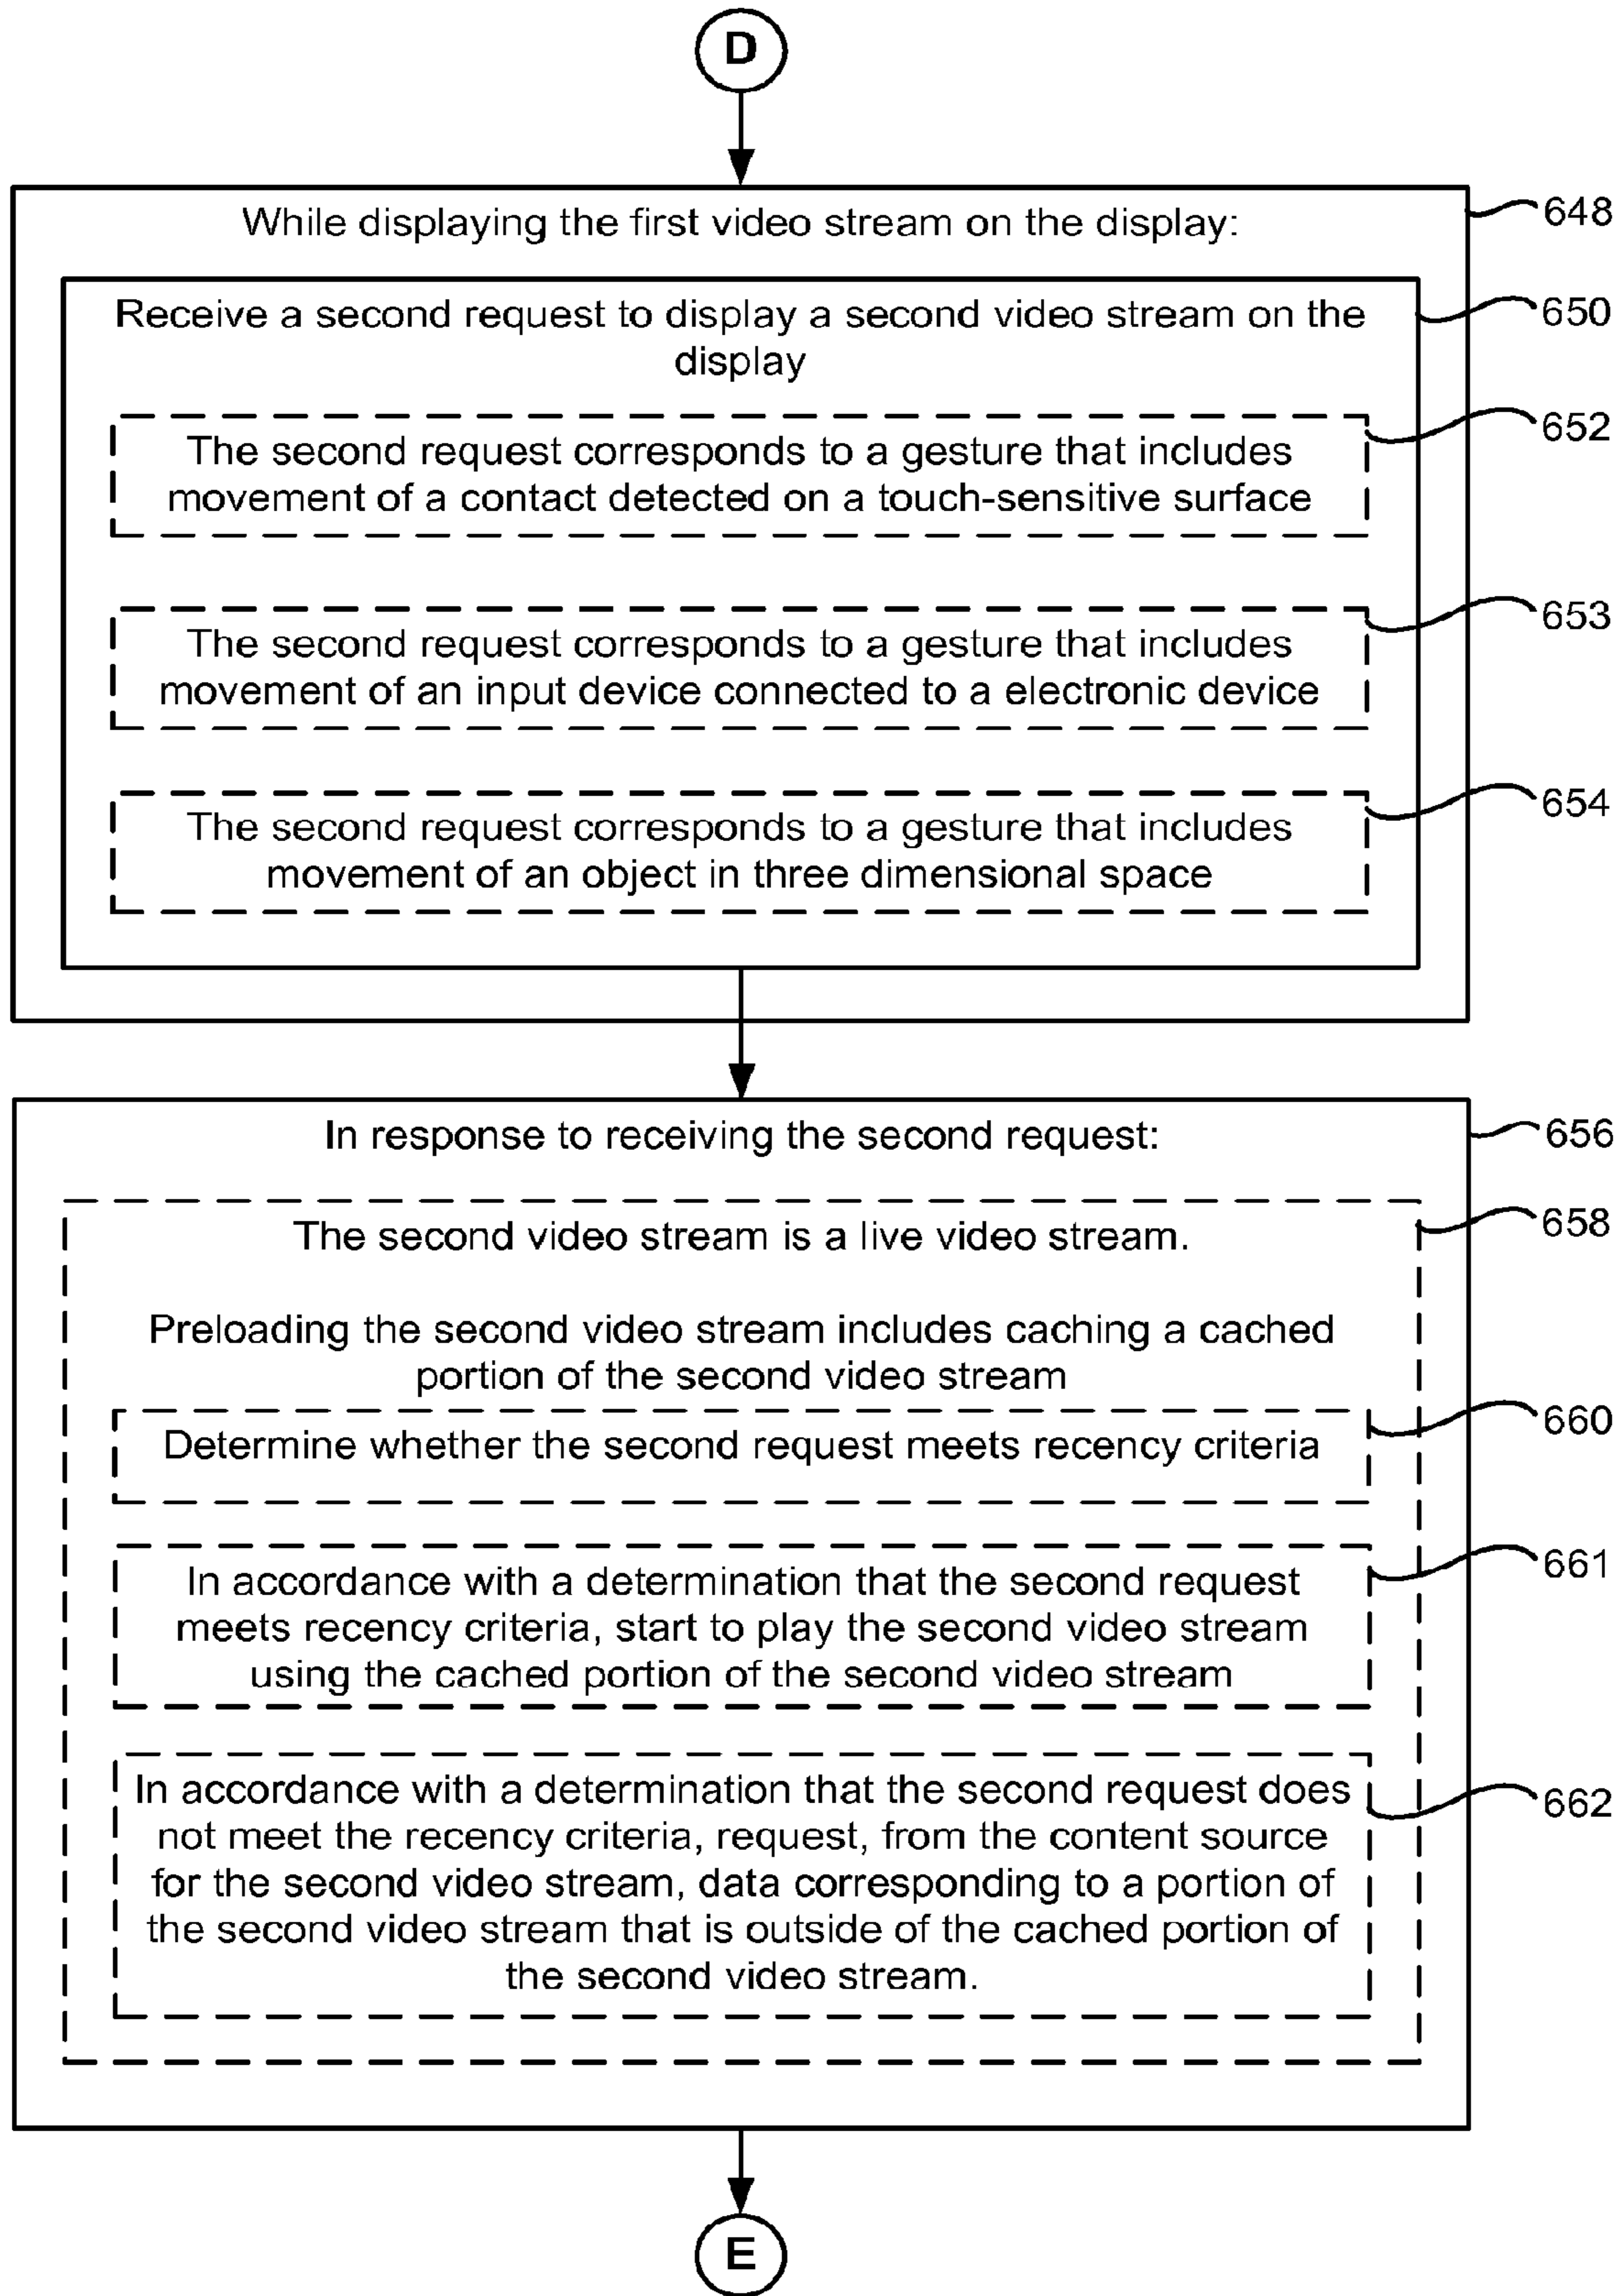 D
While displaying the first video stream on the display:
648
Receive a second request to display a second video stream on the
display
650
The second request corresponds to a gesture that includes
movement of a contact detected on a touch-sensitive surface
652
The second request corresponds to a gesture that includes
movement of an input device connected to a electronic device
653
The second request corresponds to a gesture that includes
movement of an object in three dimensional space
654
In response to receiving the second request:
656
The second video stream is a live video stream.
658
Preloading the second video stream includes caching a cached
portion of the second video stream
Determine whether the second request meets recency criteria
660
In accordance with a determination that the second request
meets recency criteria, start to play the second video stream
using the cached portion of the second video stream
661
In accordance with a determination that the second request does
not meet the recency criteria, request, from the content source
for the second video stream, data corresponding to a portion of
the second video stream that is outside of the cached portion of
the second video stream.
662
E